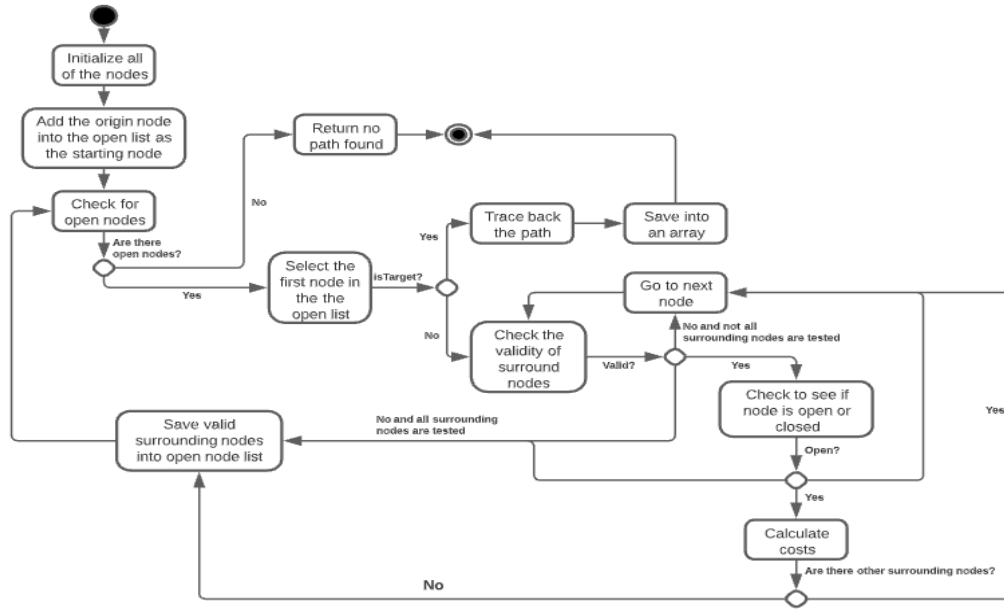 Initialize all
of the nodes
Add the origin node
into the open list as
the starting node
Return no
path found
Check for
open nodes
No
Trace back
the path
Save into
an array
Yes
Are there
open nodes?
Select the
first node in
the the
open list
isTarget?
Yes
Go to next
node
No
Check the
validity of
surround
nodes
No and not all
surrounding nodes are tested
Valid?
Yes
Check to see if
node is open or
closed
Yes
Save valid
surrounding nodes
into open node list
No and all surrounding
nodes are tested
Open?
Yes
Calculate
costs
Are there other surrounding nodes?
No